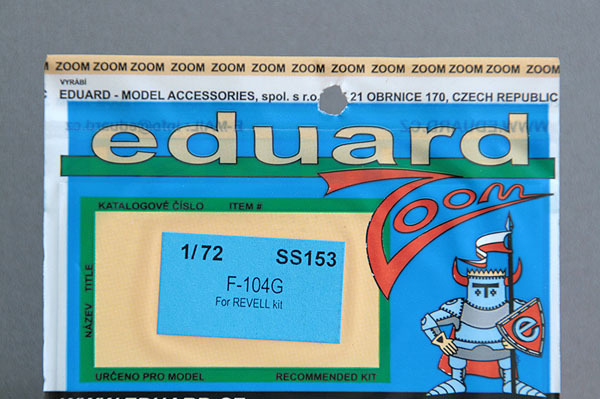 ZOOM ZOOM ZOOM ZOOM ZOOM ZOOM ZOOM ZOOM ZOOM ZOOM ZOOM ZOOM
VYRÁBÍ
EDUARD - MODEL ACCESSORIES, spol. s r.o 21 OBRNICE 170, CZECH REPUBLIC
eduard
Zoom
KATALOGOVÉ ČÍSLO ITEM #
1/72 SS153
F-104G
For REVELL kit
NÁZEV TITLE
e
URČENO PRO MODEL RECOMMENDED KIT